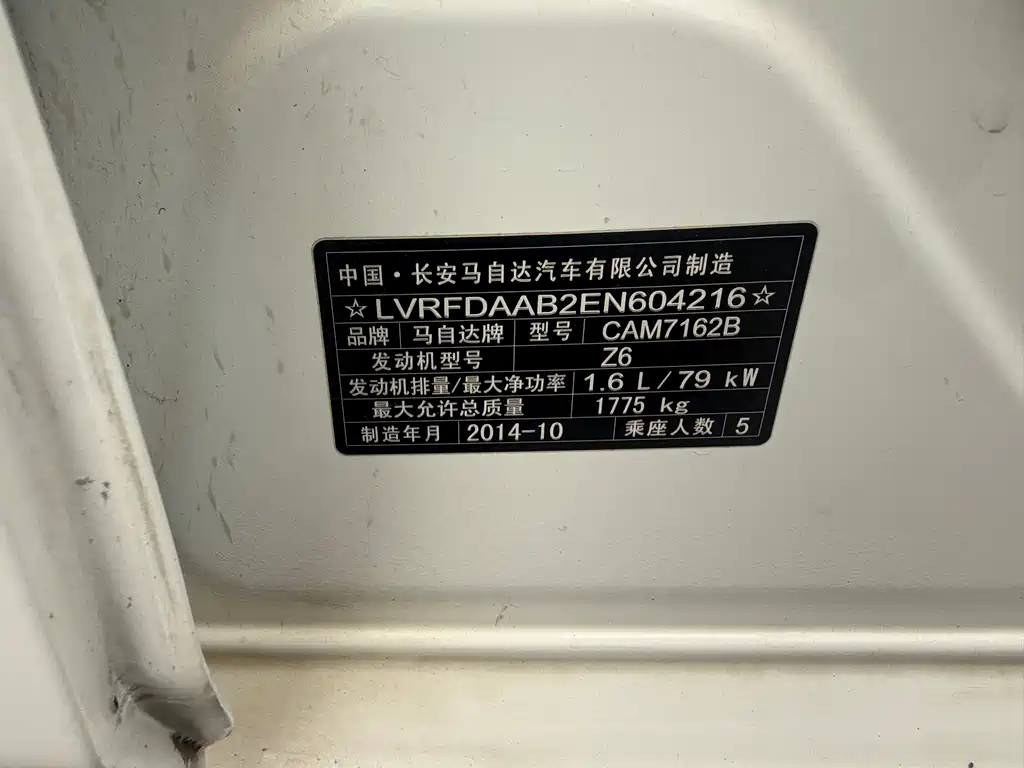 中国·长安马自达汽车有限公司制造
☆LVRFDAAB2EN604216☆
品牌 马自达牌 型号 CAM7162B
发动机型号 Z6
发动机排量/最大净功率 1.6 L/79 kW
最大允许总质量 1775 kg
制造年月 2014-10 乘座人数 5